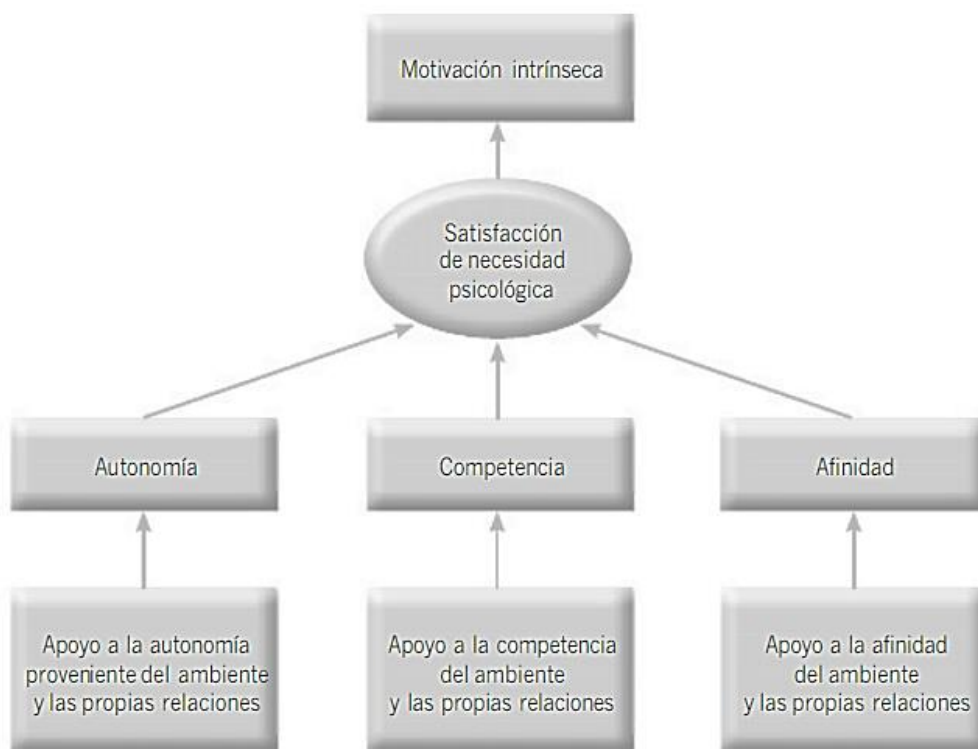 Motivación intrínseca
Satisfacción
de necesidad
psicológica
Autonomía
Competencia
Afinidad
Apoyo a la autonomía
proveniente del ambiente
y las propias relaciones
Apoyo a la competencia
del ambiente
y las propias relaciones
Apoyo a la afinidad
del ambiente
y las propias relaciones